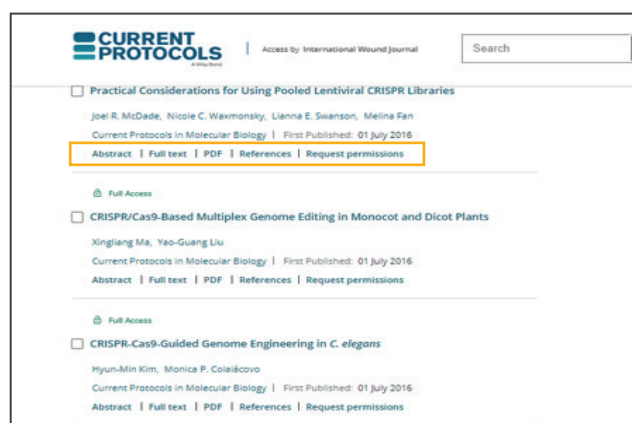 CURRENT
PROTOCOLS
A Wiley Brand
Access by International Wound Journal
Search
Practical Considerations for Using Pooled Lentiviral CRISPR Libraries
Joel R. McDade, Nicole C. Waxmonsky, Lianna E. Swanson, Melina Fan
Current Protocols in Molecular Biology | First Published: 01 July 2016
Abstract | Full text | PDF | References | Request permissions
Full Access
CRISPR/Cas9-Based Multiplex Genome Editing in Monocot and Dicot Plants
Xingliang Ma, Yao-Guang Liu
Current Protocols in Molecular Biology | First Published: 01 July 2016
Abstract | Full text | PDF | References | Request permissions
Full Access
CRISPR-Cas9-Guided Genome Engineering in C. elegans
Hyun-Min Kim, Monica P. Colaiácovo
Current Protocols in Molecular Biology | First Published: 01 July 2016
Abstract | Full text | PDF | References | Request permissions